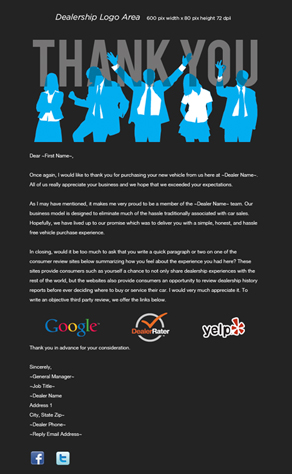 Dealership Logo Area 600 pix width x 80 pix height 72 dpi
THANK YOU
Dear ~First Name~,
Once again, I would like to thank you for purchasing your new vehicle from us here at ~Dealer Name~.
All of us really appreciate your business and we hope that we exceeded your expectations.
As I may have mentioned, it makes me very proud to be a member of the ~Dealer Name~ team. Our
business model is designed to eliminate much of the hassle traditionally associated with car sales.
Hopefully, we have lived up to our promise which was to deliver you with a simple, honest, and hassle
free vehicle purchase experience.
In closing, would it be too much to ask that you write a quick paragraph or two on one of the
consumer review sites below summarizing how you feel about the experience you had here? These
sites provide consumers such as yourself a chance to not only share dealership experiences with the
rest of the world, but the websites also provide consumers an opportunity to review dealership history
reports before ever deciding where to buy or service their car. I would very much appreciate it. To
write an objective third party review, we offer the links below.
Google DealerRater yelp
Thank you in advance for your consideration.
Sincerely,
~General Manager~
~Job Title~
~Dealer Name
Address 1
City, State Zip~
~Dealer Phone~
~Reply Email Address~
f t